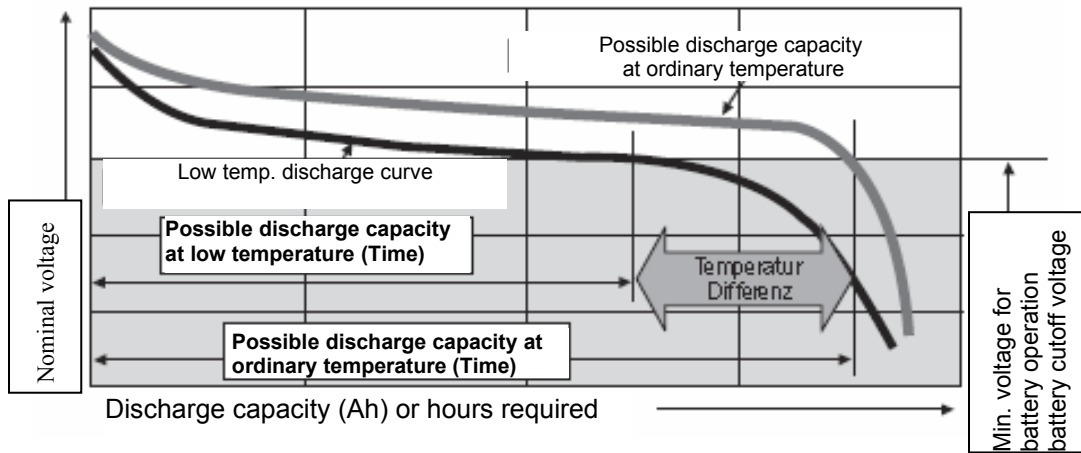 Possible discharge capacity
at ordinary temperature
Low temp. discharge curve
Nominal voltage
Possible discharge capacity
at low temperature (Time)
Temperatur
Differenz
Possible discharge capacity at
ordinary temperature (Time)
Min. voltage for
battery operation
battery cutoff voltage
Discharge capacity (Ah) or hours required